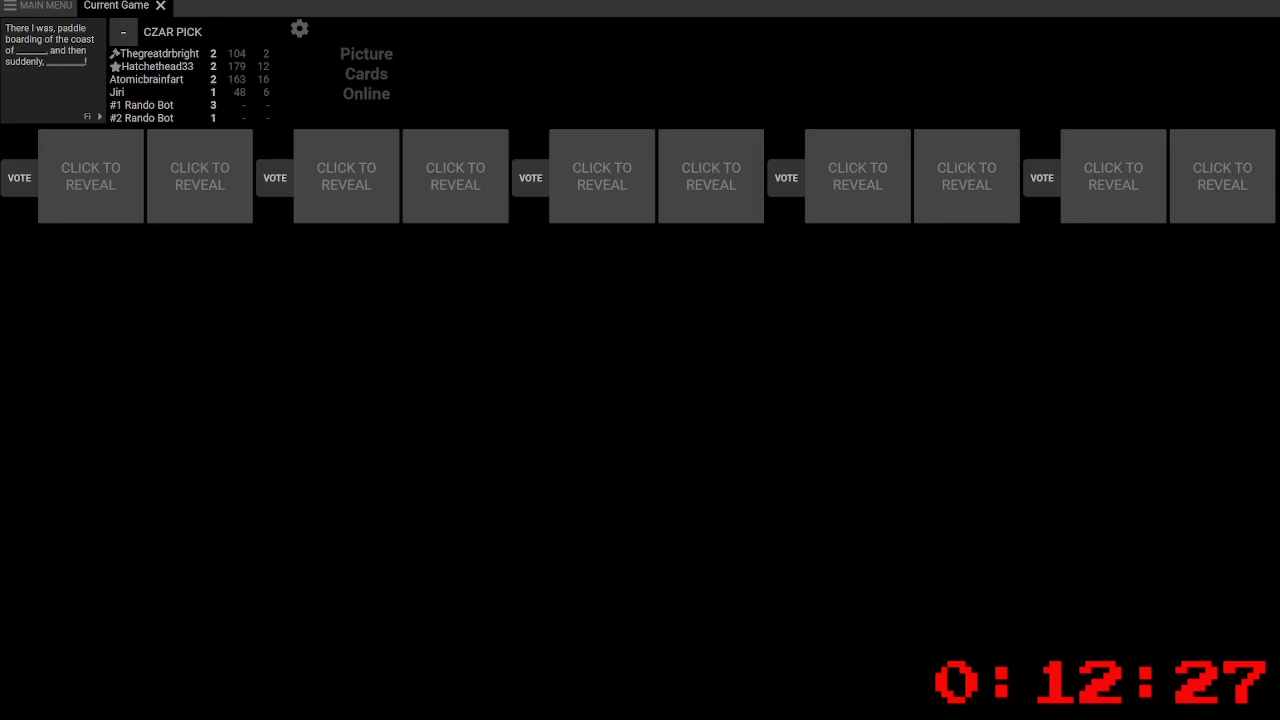 MAIN MENU Current Game
There I was, paddle
boarding of the coast
of ______, and then
suddenly, ________!
Fi
- CZAR PICK
Thegreatdrbright 2 104 2
Hatchethead33 2 179 12
Atomicbrainfart 2 163 16
Jiri 1 48 6
#1 Rando Bot 3 - -
#2 Rando Bot 1 - -
Picture
Cards
Online
VOTE CLICK TO REVEAL CLICK TO REVEAL
VOTE CLICK TO REVEAL CLICK TO REVEAL
VOTE CLICK TO REVEAL CLICK TO REVEAL
VOTE CLICK TO REVEAL CLICK TO REVEAL
VOTE CLICK TO REVEAL CLICK TO REVEAL
0:12:27